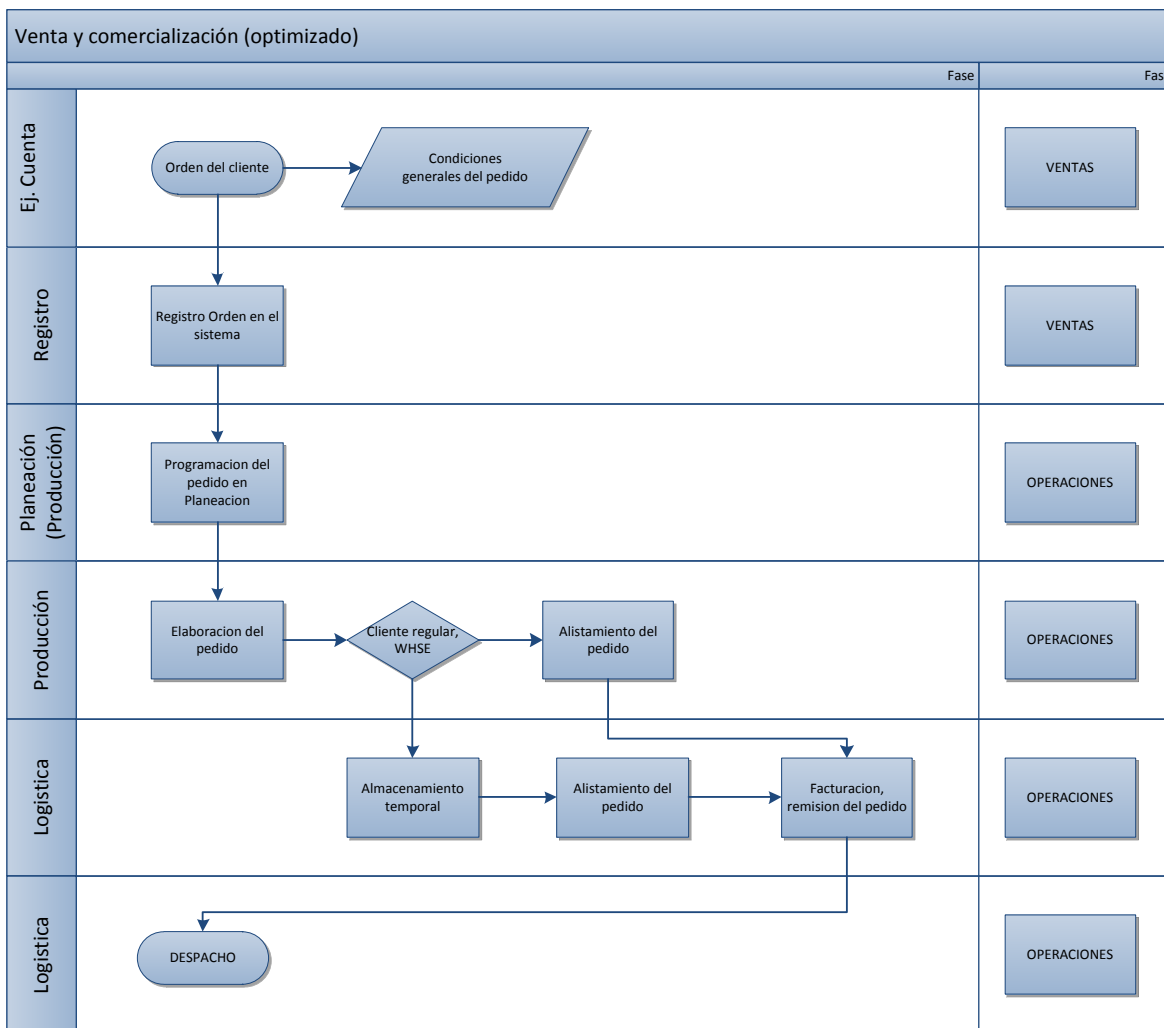 Venta y comercialización (optimizado)
Fase
Fas
Ej. Cuenta
Orden del cliente
Condiciones
generales del pedido
VENTAS
Registro
Registro Orden en el
sistema
VENTAS
Planeación
(Producción)
Programacion del
pedido en
Planeacion
OPERACIONES
Producción
Elaboracion del
pedido
Cliente regular,
WHSE
Alistamiento del
pedido
OPERACIONES
Logistica
Almacenamiento
temporal
Alistamiento del
pedido
Facturacion,
remision del pedido
OPERACIONES
Logistica
DESPACHO
OPERACIONES